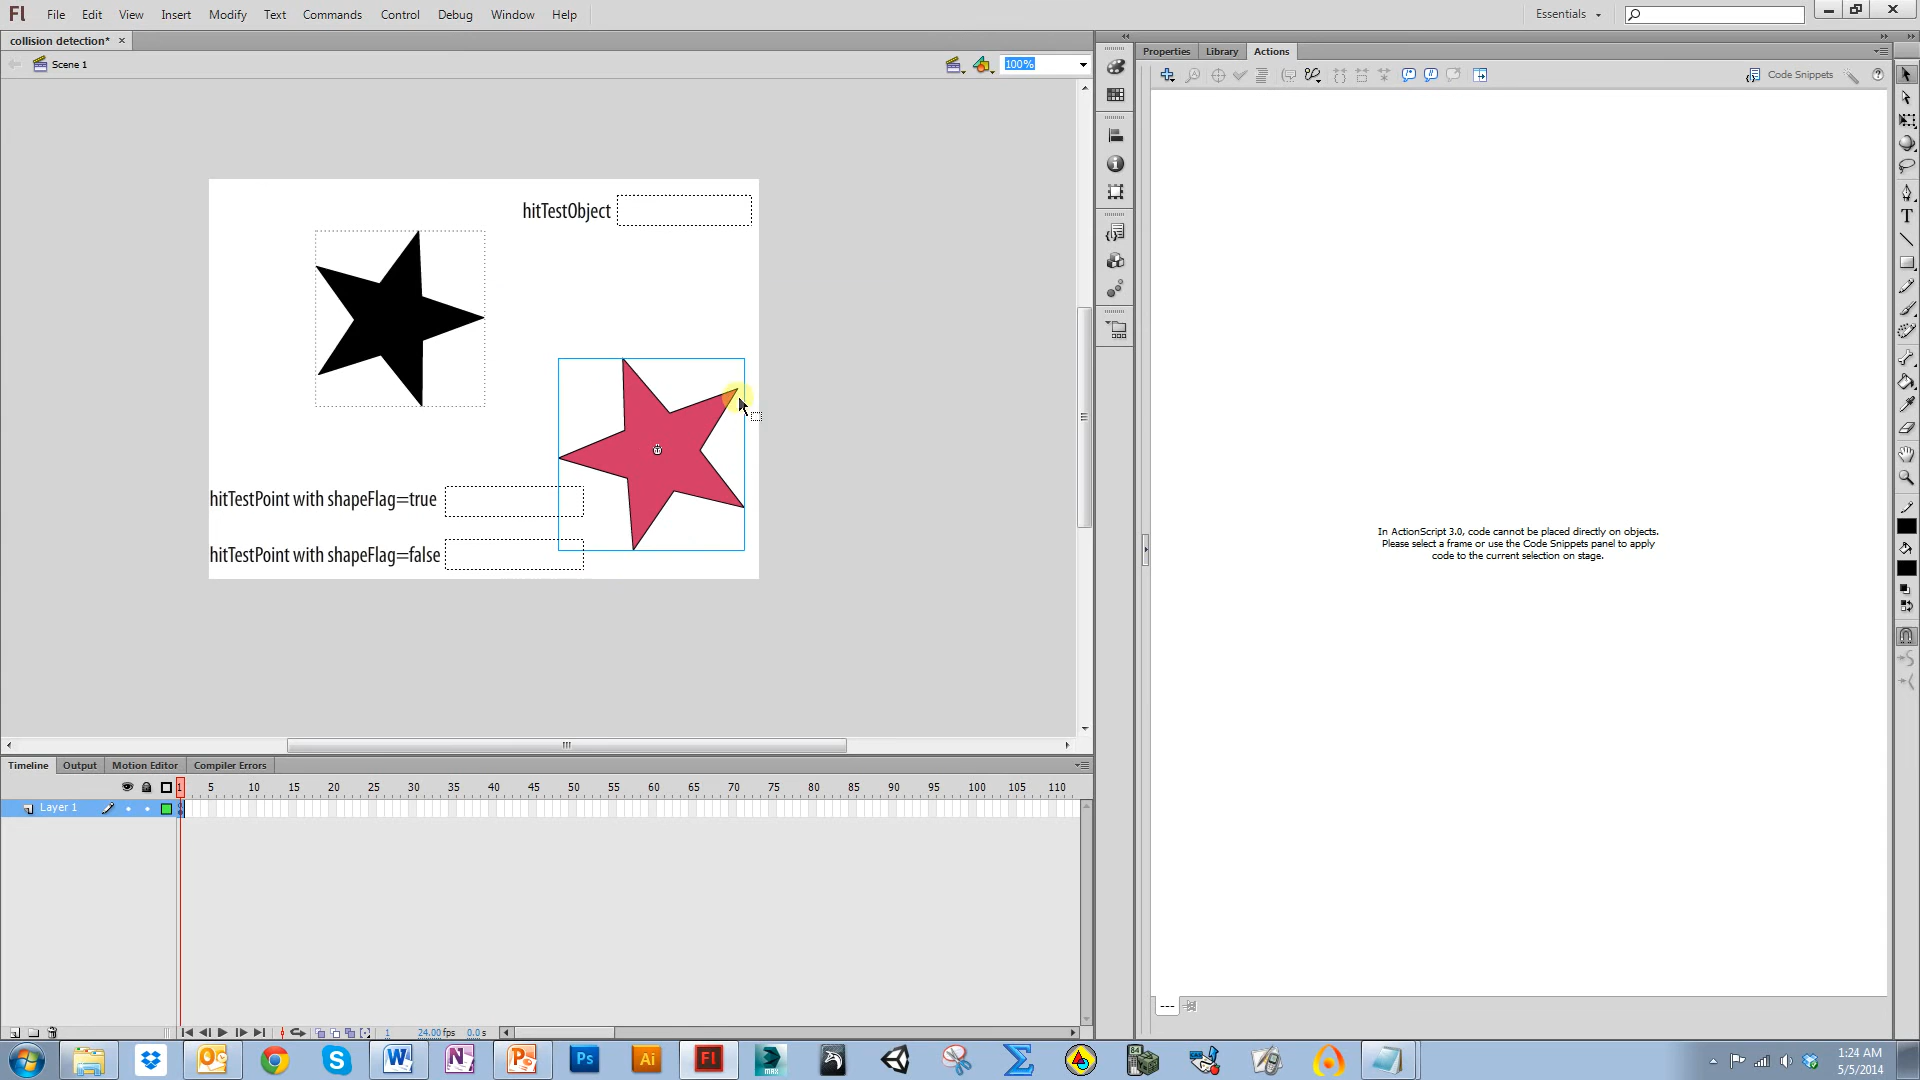 Fl File Edit View Insert Modify Text Commands Control Debug Window Help Essentials
collision detection* ×
Properties Library Actions
Scene 1
100%
Code Snippets
hitTestObject
hitTestPoint with shapeFlag=true
hitTestPoint with shapeFlag=false
In ActionScript 3.0, code cannot be placed directly on objects.
Please select a frame or use the Code Snippets panel to apply
code to the current selection on stage.
Timeline Output Motion Editor Compiler Errors
1 5 10 15 20 25 30 35 40 45 50 55 60 65 70 75 80 85 90 95 100 105 110
Layer 1
---
1 24.00 fps 0.0 s
Ps Ai Fl
1:24 AM
5/5/2014